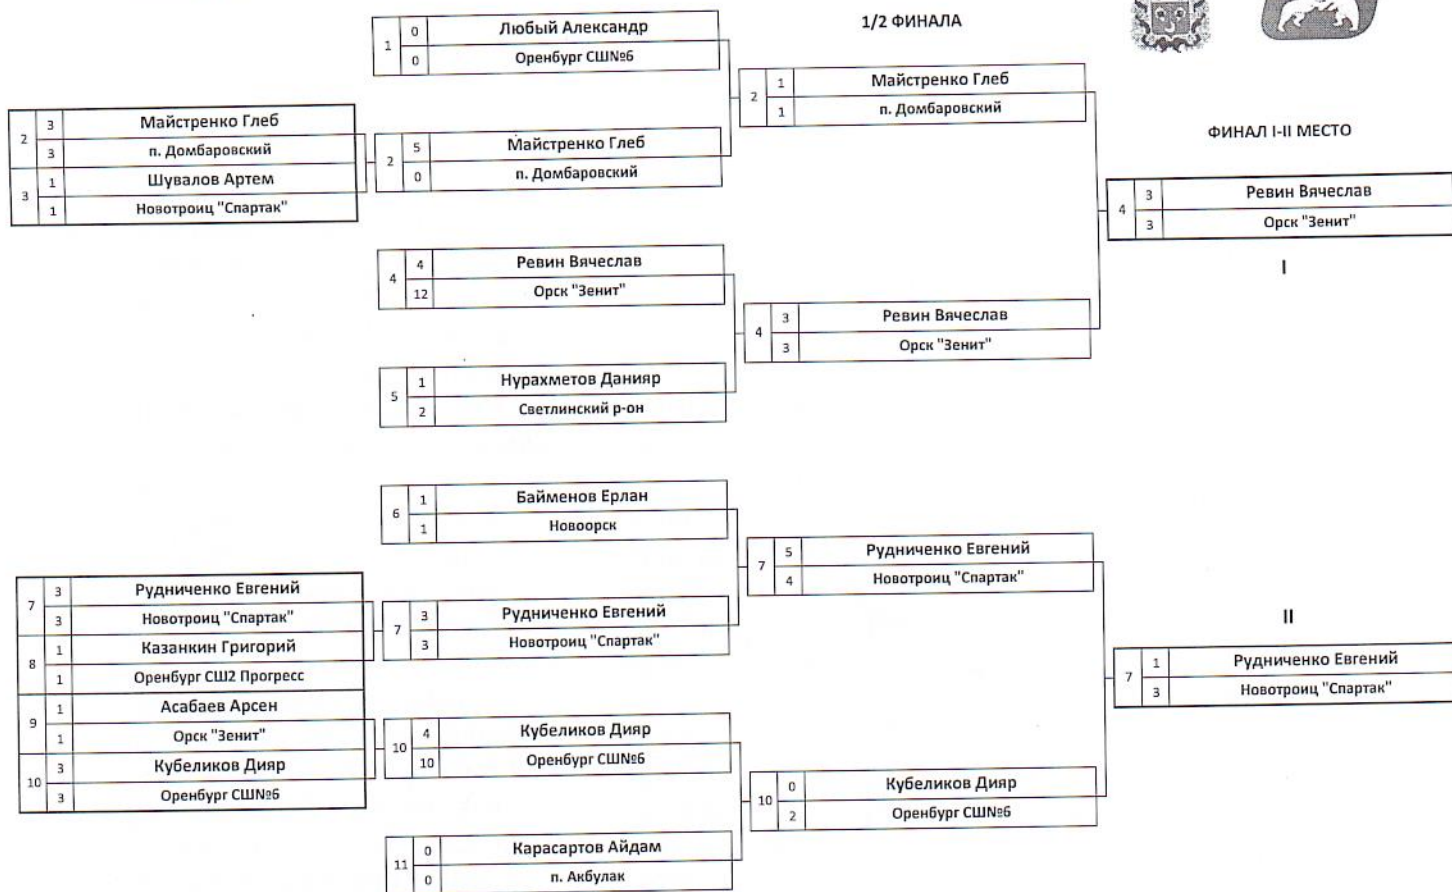 1 0 Любый Александр
0 Оренбург СШ№6
2 3 Майстренко Глеб
3 п. Домбаровский
3 1 Шувалов Артем
1 Новотроиц "Спартак"
2 5 Майстренко Глеб
0 п. Домбаровский
4 4 Ревин Вячеслав
12 Орск "Зенит"
5 1 Нурахметов Данияр
2 Светлинский р-он
6 1 Байменов Ерлан
1 Новоорск
7 3 Рудниченко Евгений
3 Новотроиц "Спартак"
8 1 Казанкин Григорий
1 Оренбург СШ2 Прогресс
9 1 Асабаев Арсен
1 Орск "Зенит"
10 3 Кубеликов Дияр
3 Оренбург СШ№6
7 3 Рудниченко Евгений
3 Новотроиц "Спартак"
10 4 Кубеликов Дияр
10 Оренбург СШ№6
11 0 Карасартов Айдам
0 п. Акбулак
1/2 ФИНАЛА
2 1 Майстренко Глеб
1 п. Домбаровский
4 3 Ревин Вячеслав
3 Орск "Зенит"
7 5 Рудниченко Евгений
4 Новотроиц "Спартак"
10 0 Кубеликов Дияр
2 Оренбург СШ№6
ФИНАЛ I-II МЕСТО
4 3 Ревин Вячеслав
3 Орск "Зенит"
I
II
7 1 Рудниченко Евгений
3 Новотроиц "Спартак"